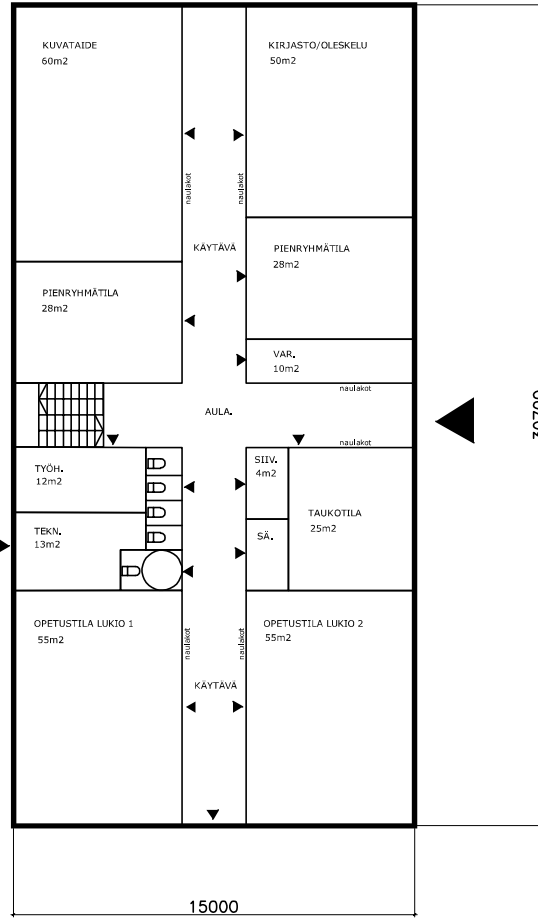 KUVATAIDE
60m2
KIRJASTO/OLESKELU
50m2
naulakot
naulakot
KÄYTÄVÄ
PIENRYHMÄTILA
28m2
PIENRYHMÄTILA
28m2
VAR.
10m2
naulakot
AULA.
naulakot
TYÖH.
12m2
SIIV.
4m2
TAUKOTILA
25m2
TEKN.
13m2
SÄ.
OPETUSTILA LUKIO 1
55m2
OPETUSTILA LUKIO 2
55m2
naulakot
naulakot
KÄYTÄVÄ
15000